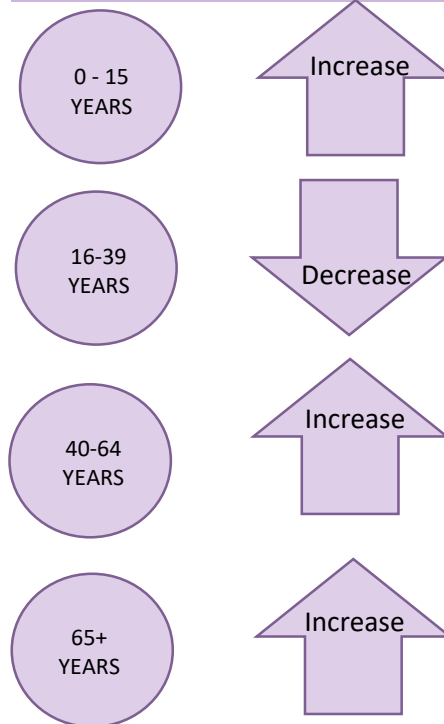 0 - 15
YEARS
Increase
16-39
YEARS
Decrease
40-64
YEARS
Increase
65+
YEARS
Increase